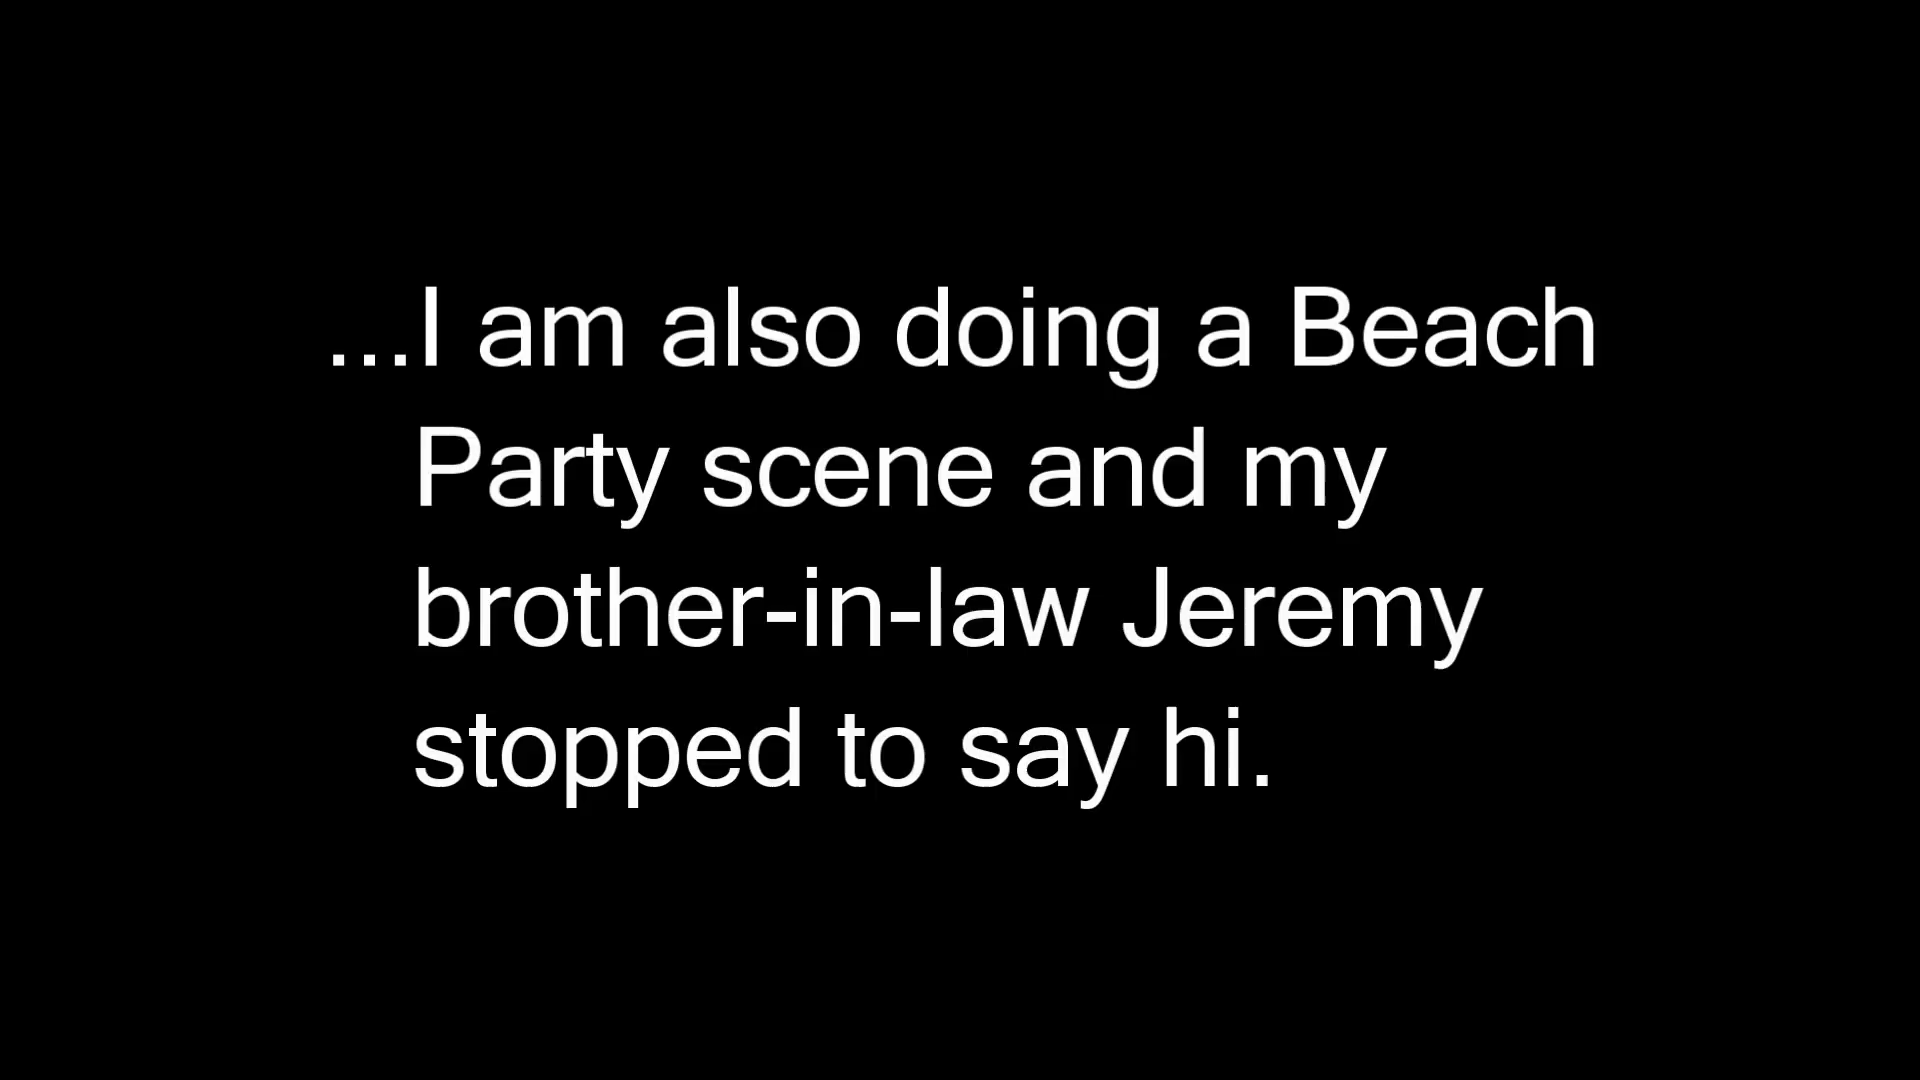 ...I am also doing a Beach
Party scene and my
brother-in-law Jeremy
stopped to say hi.